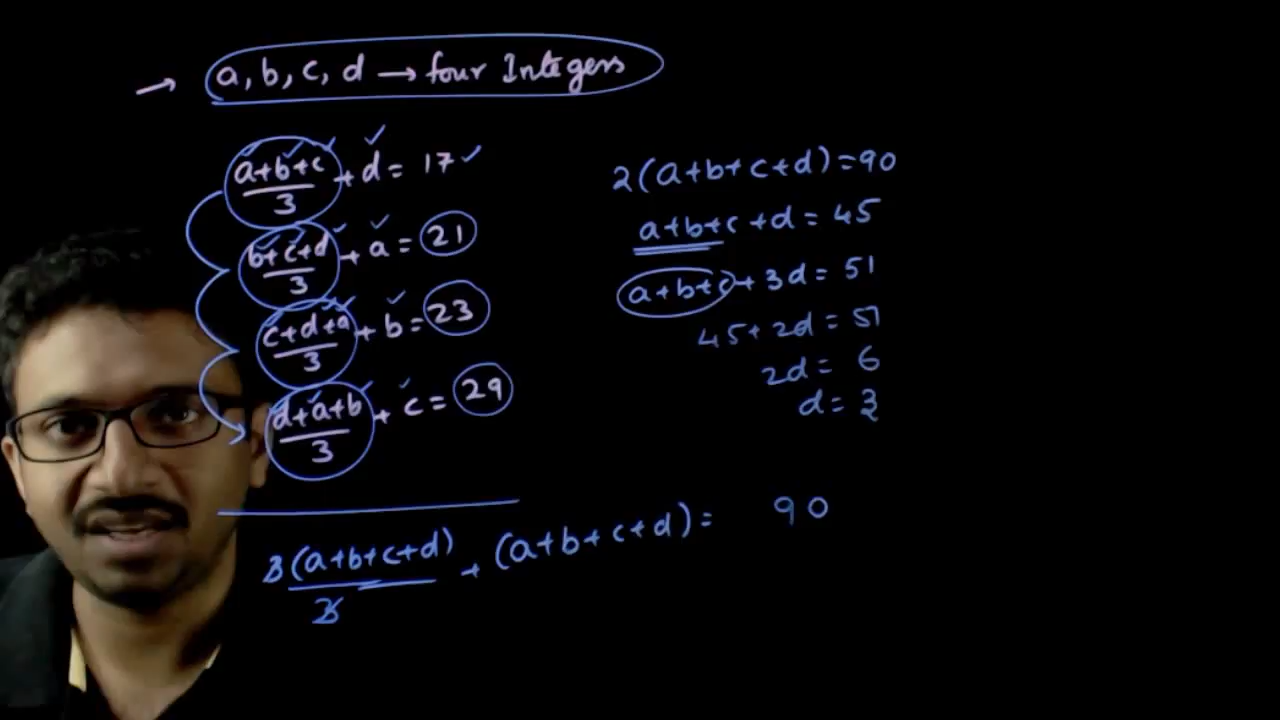 → a, b, c, d → four Integers
(a+b+c)/3 + d = 17
(b+c+d)/3 + a = 21
(c+d+a)/3 + b = 23
(d+a+b)/3 + c = 29
3(a+b+c+d)/3 + (a+b+c+d) = 90
2(a+b+c+d) = 90
a+b+c+d = 45
a+b+c+3d = 51
45+2d = 51
2d = 6
d = 3